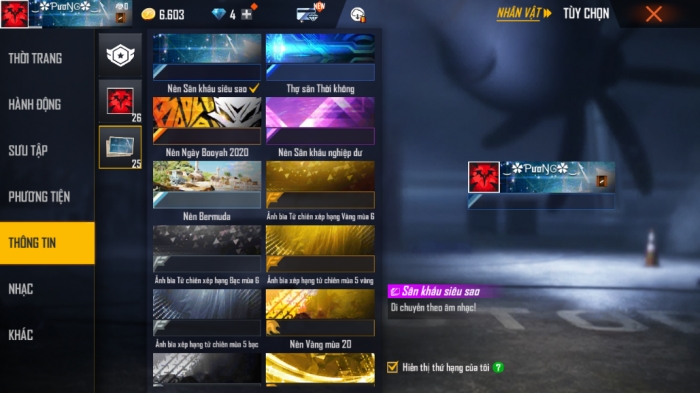 ✿PɯσNG✿
0
6.603
4
NEW
NHÂN VẬT
TÙY CHỌN
THỜI TRANG
HÀNH ĐỘNG
SƯU TẬP
PHƯƠNG TIỆN
THÔNG TIN
NHẠC
KHÁC
26
25
Nền Sân khấu siêu sao
Thợ săn Thời không
Nền Ngày Booyah 2020
Nền Sân khấu nghiệp dư
Nền Bermuda
Ảnh bìa Tử chiến xếp hạng Vàng mùa 6
Ảnh bìa Tử chiến xếp hạng Bạc mùa 6
Ảnh bìa xếp hạng tử chiến mùa 5 vàng
Ảnh bìa xếp hạng tử chiến mùa 5 bạc
Nền Vàng mùa 20
✿PɯσNG✿
Sân khấu siêu sao
Di chuyển theo âm nhạc!
Hiển thị thứ hạng của tôi ?